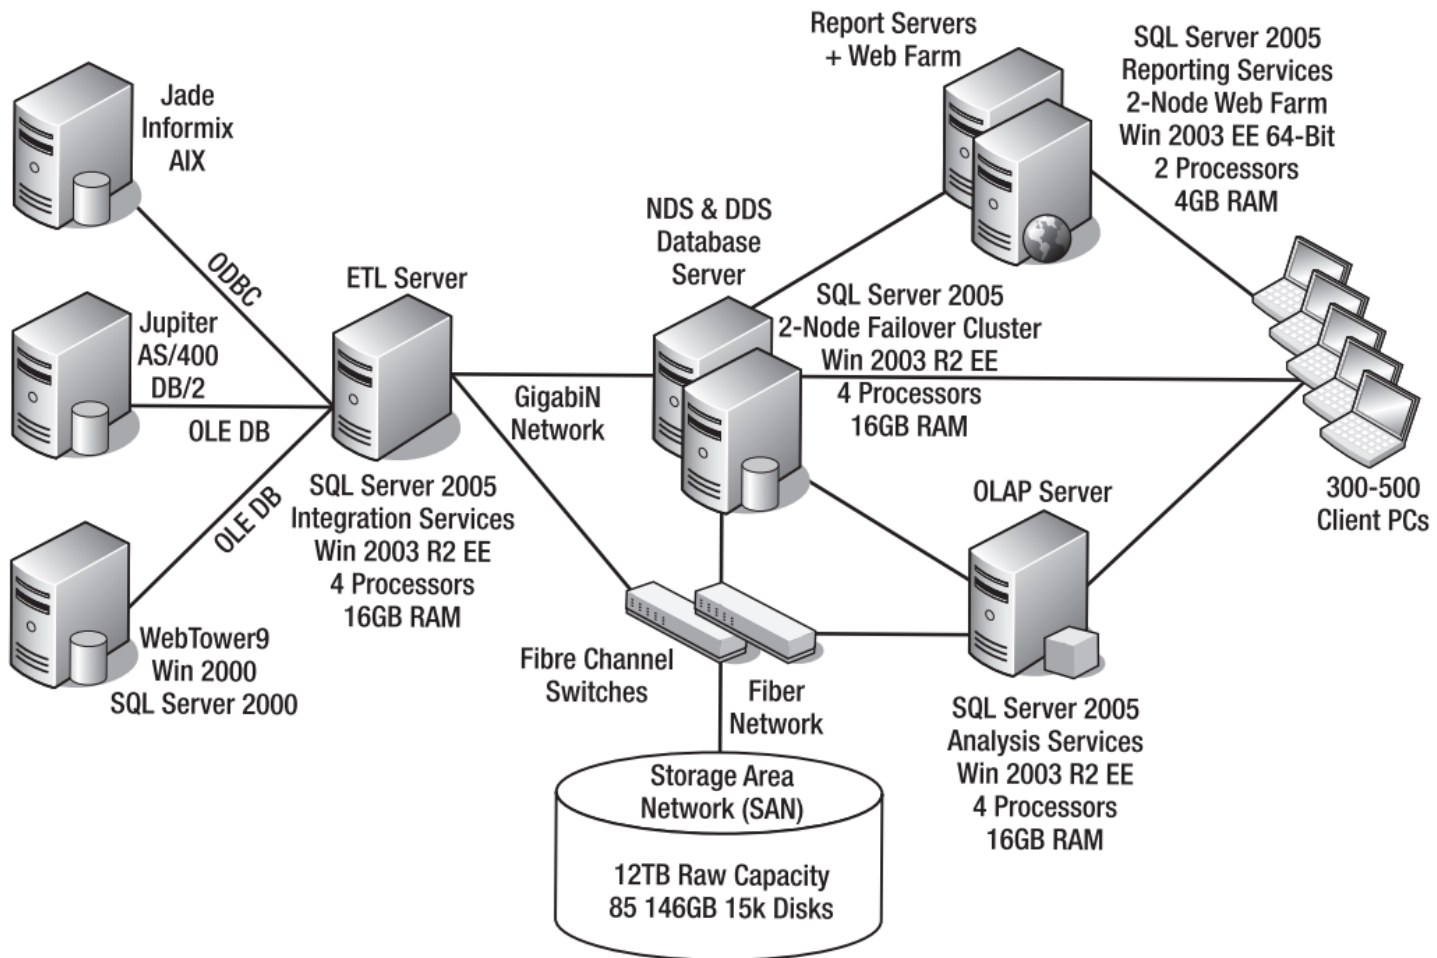 Report Servers
+ Web Farm
SQL Server 2005
Reporting Services
2-Node Web Farm
Win 2003 EE 64-Bit
2 Processors
4GB RAM
Jade
Informix
AIX
ODBC
NDS & DDS
Database
Server
ETL Server
SQL Server 2005
2-Node Failover Cluster
Win 2003 R2 EE
4 Processors
16GB RAM
Jupiter
AS/400
DB/2
OLE DB
GigabiN
Network
OLAP Server
300-500
Client PCs
SQL Server 2005
Integration Services
Win 2003 R2 EE
4 Processors
16GB RAM
OLE DB
WebTower9
Win 2000
SQL Server 2000
Fibre Channel
Switches
Fiber
Network
SQL Server 2005
Analysis Services
Win 2003 R2 EE
4 Processors
16GB RAM
Storage Area
Network (SAN)
12TB Raw Capacity
85 146GB 15k Disks